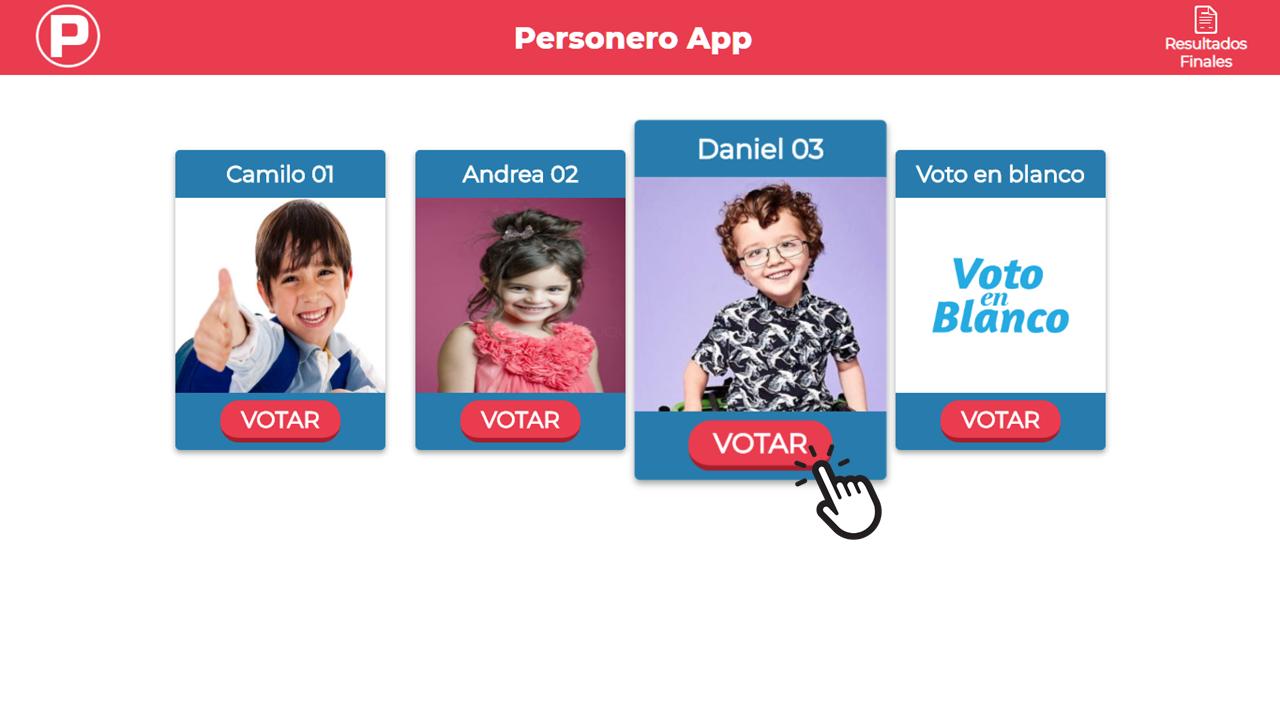 P
Personero App
Resultados
Finales
Camilo 01
Andrea 02
Daniel 03
Voto en blanco
Voto
en
Blanco
VOTAR
VOTAR
VOTAR
VOTAR